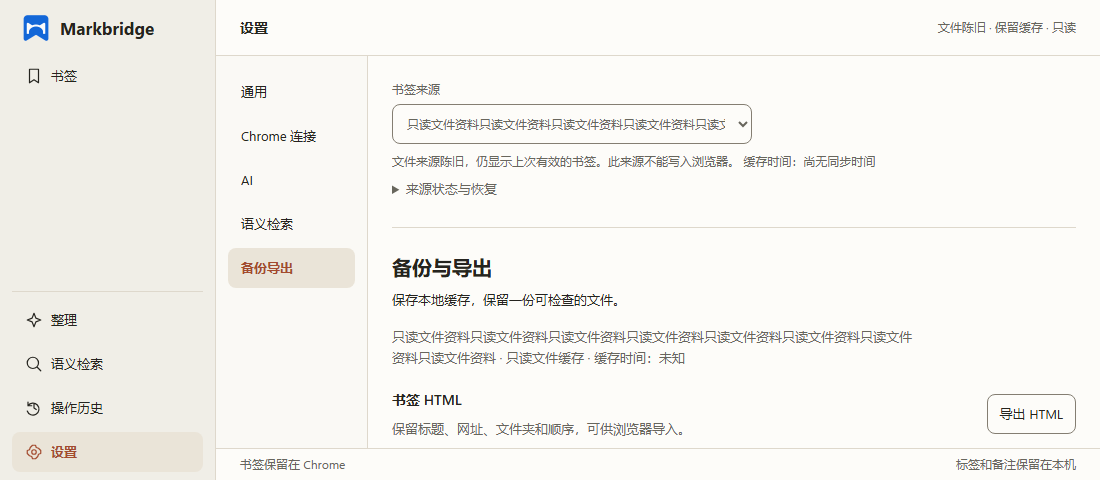 Markbridge
书签
整理
语义检索
操作历史
设置
设置
文件陈旧 · 保留缓存 · 只读
通用
Chrome 连接
AI
语义检索
备份导出
书签来源
只读文件资料只读文件资料只读文件资料只读文件资料只读
文件来源陈旧，仍显示上次有效的书签。此来源不能写入浏览器。 缓存时间：尚无同步时间
来源状态与恢复
备份与导出
保存本地缓存，保留一份可检查的文件。
只读文件资料只读文件资料只读文件资料只读文件资料只读文件资料只读文件资料只读文件
资料只读文件资料 · 只读文件缓存 · 缓存时间：未知
书签 HTML
保留标题、网址、文件夹和顺序，可供浏览器导入。
导出 HTML
书签保留在 Chrome
标签和备注保留在本机